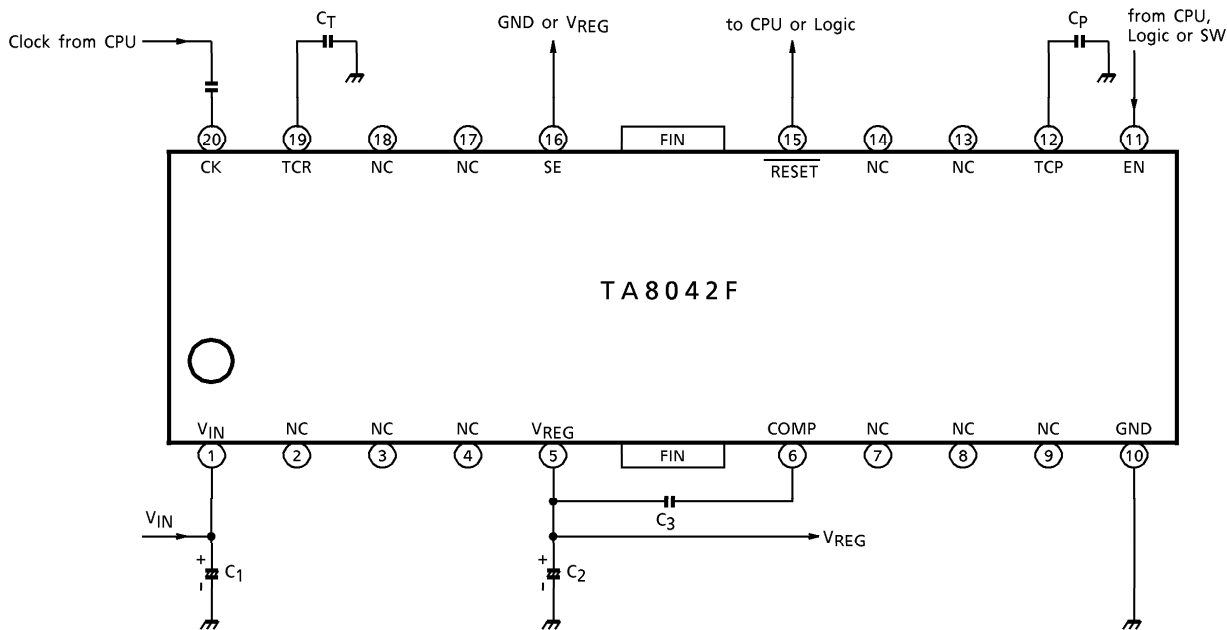 Clock from CPU
CT
GND or VREG
to CPU or Logic
CP
from CPU,
Logic or SW
20 19 18 17 16 FIN 15 14 13 12 11
CK TCR NC NC SE RESET NC NC TCP EN
TA8042F
VIN NC NC NC VREG COMP NC NC NC GND
1 2 3 4 5 FIN 6 7 8 9 10
C3
VIN
VREG
+
C1
-
+
C2
-